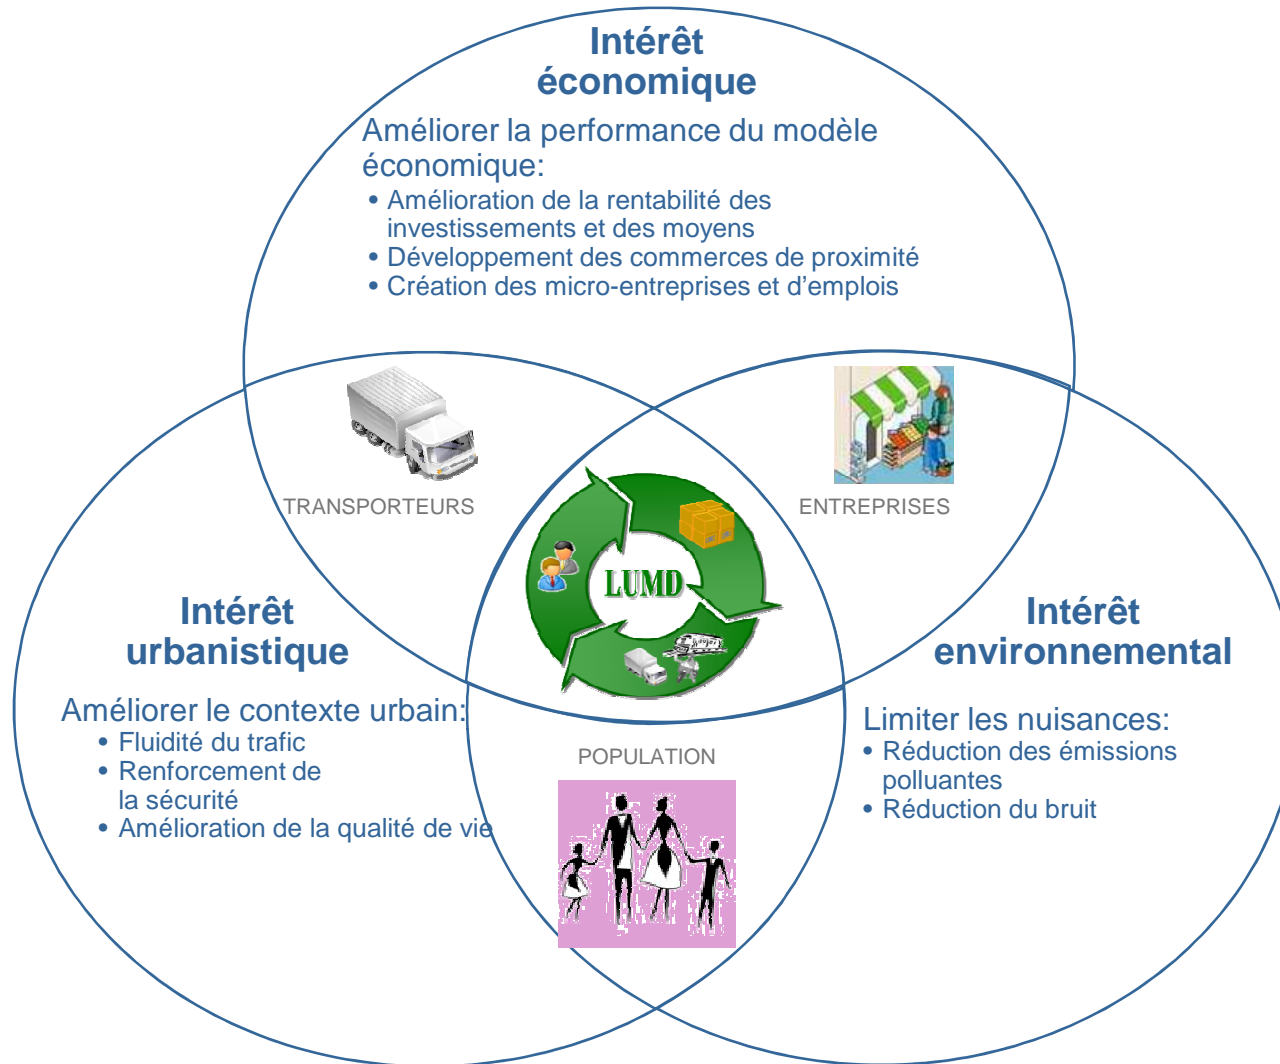 Intérêt
économique
Améliorer la performance du modèle
économique:
• Amélioration de la rentabilité des
investissements et des moyens
• Développement des commerces de proximité
• Création des micro-entreprises et d’emplois
TRANSPORTEURS
ENTREPRISES
LUMD
Intérêt
urbanistique
Améliorer le contexte urbain:
• Fluidité du trafic
• Renforcement de
la sécurité
• Amélioration de la qualité de vie
Intérêt
environnemental
Limiter les nuisances:
• Réduction des émissions
polluantes
• Réduction du bruit
POPULATION